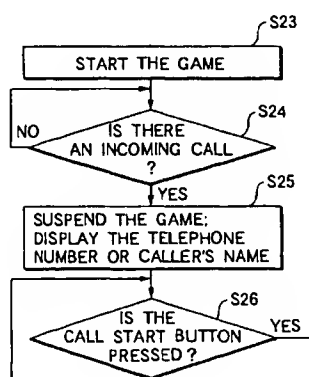 S23
START THE GAME
S24
NO
IS THERE
AN INCOMING CALL
?
YES
S25
SUSPEND THE GAME;
DISPLAY THE TELEPHONE
NUMBER OR CALLER'S NAME
S26
IS THE
CALL START BUTTON
PRESSED?
YES